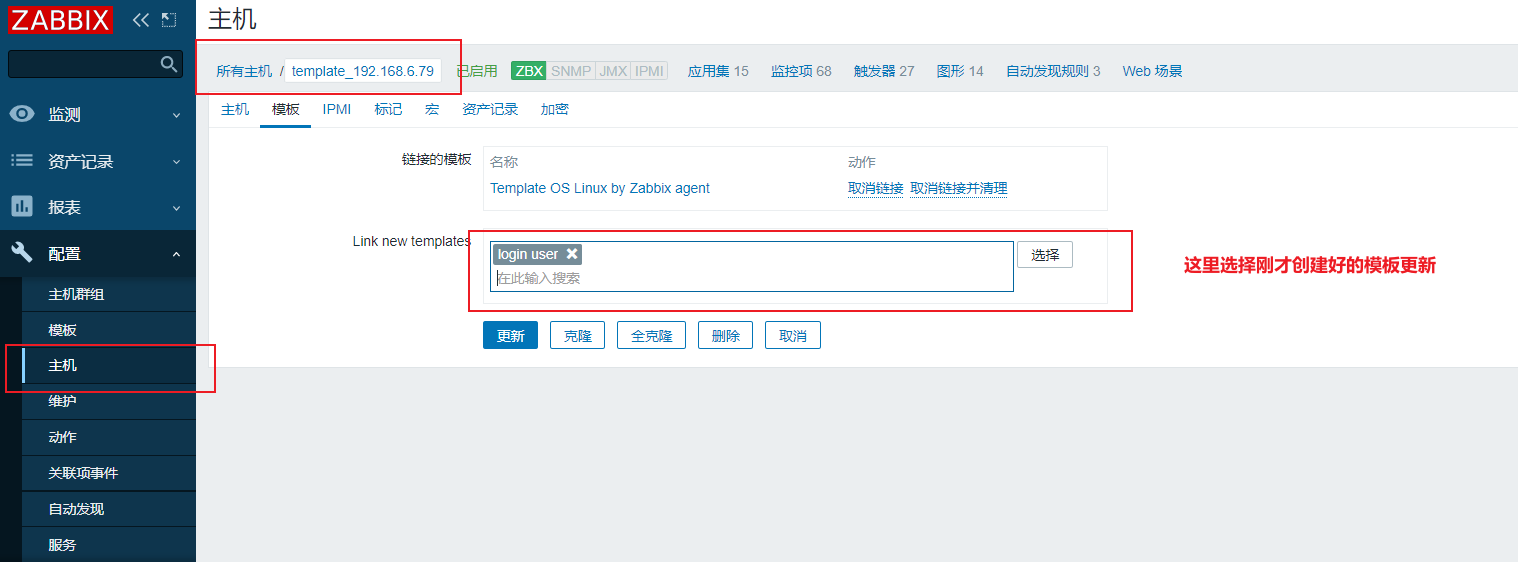 ZABBIX
主机
所有主机 / template_192.168.6.79 已启用 ZBX SNMP JMX IPMI 应用集 15 监控项 68 触发器 27 图形 14 自动发现规则 3 Web 场景
主机 模板 IPMI 标记 宏 资产记录 加密
监测
资产记录
报表
配置
主机群组
模板
主机
维护
动作
关联项事件
自动发现
服务
链接的模板
名称 动作
Template OS Linux by Zabbix agent 取消链接 取消链接并清理
Link new templates
login user
在此输入搜索
选择
这里选择刚才创建好的模板更新
更新 克隆 全克隆 删除 取消